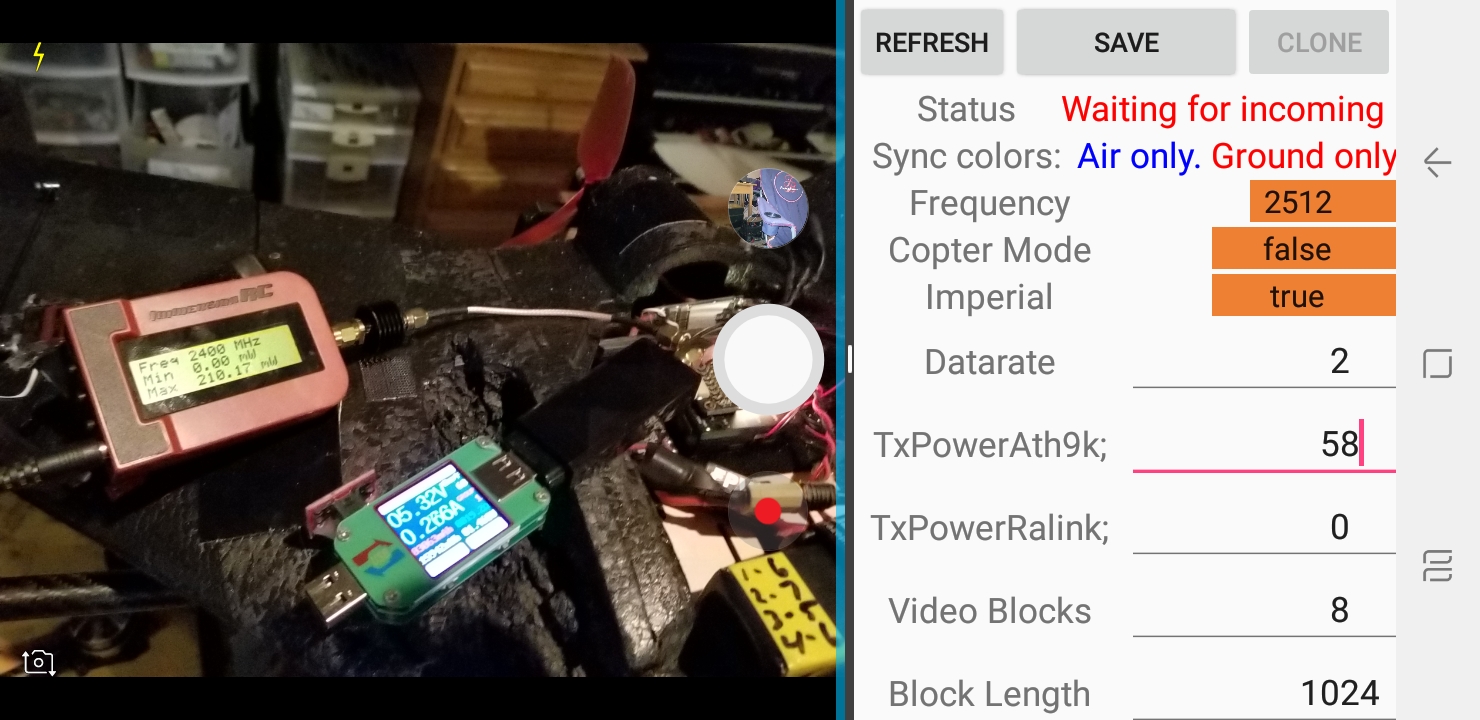 ImmersionRC
Freq 2400 MHz
Min 0.00 mW
Max 210.17 mW
05.32V
0.266A
REFRESH SAVE CLONE
Status Waiting for incoming
Sync colors: Air only. Ground only
Frequency 2512
Copter Mode false
Imperial true
Datarate 2
TxPowerAth9k; 58
TxPowerRalink; 0
Video Blocks 8
Block Length 1024